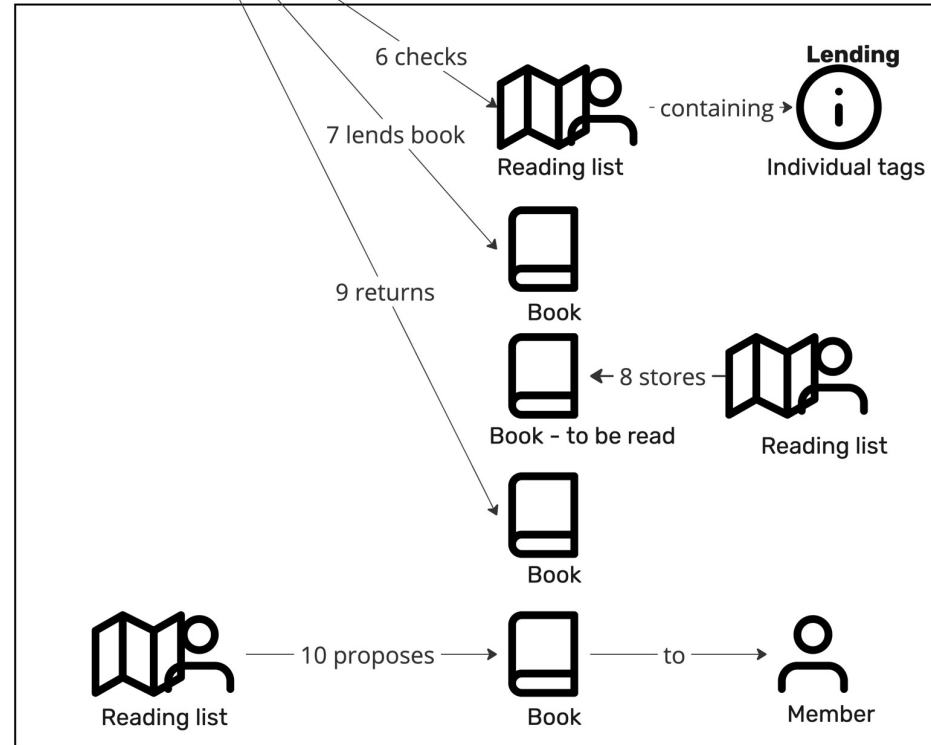 Lending
6 checks
containing
Reading list
Individual tags
7 lends book
Book
9 returns
8 stores
Book - to be read
Reading list
Book
10 proposes
to
Reading list
Book
Member